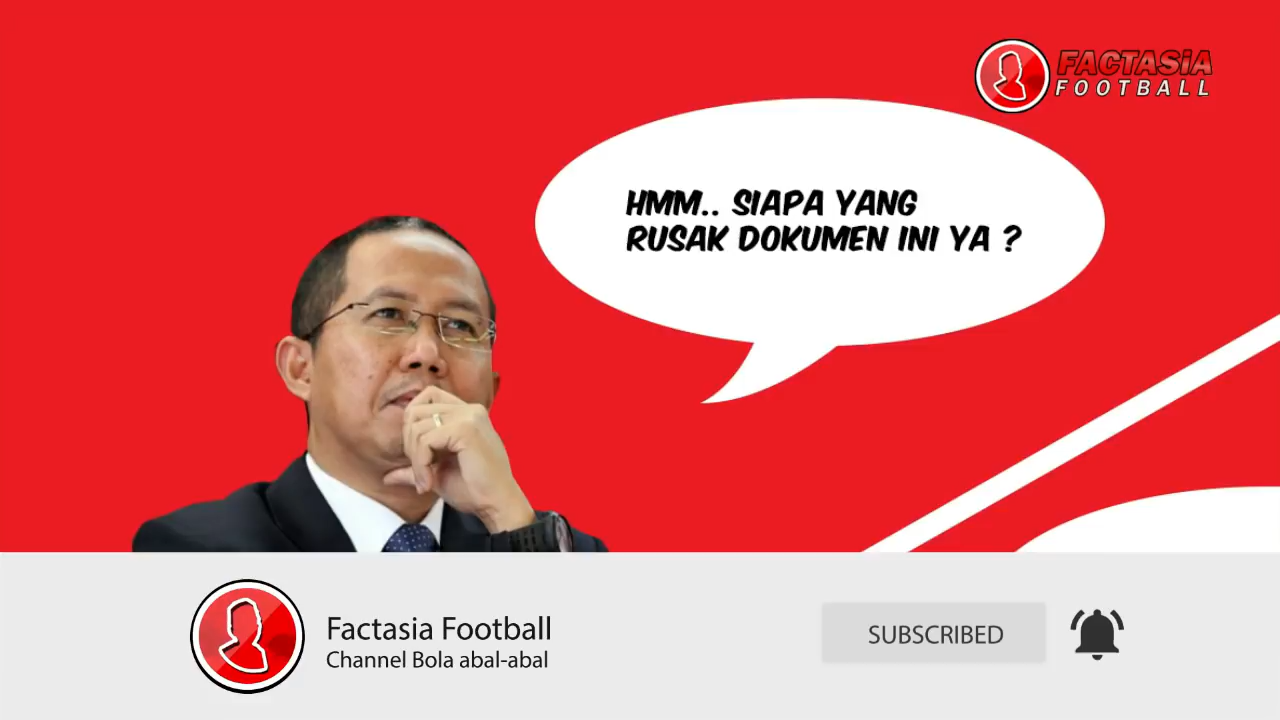 FACTASiA
FOOTBALL
HMM.. SIAPA YANG
RUSAK DOKUMEN INI YA ?
Factasia Football
Channel Bola abal-abal
SUBSCRIBED